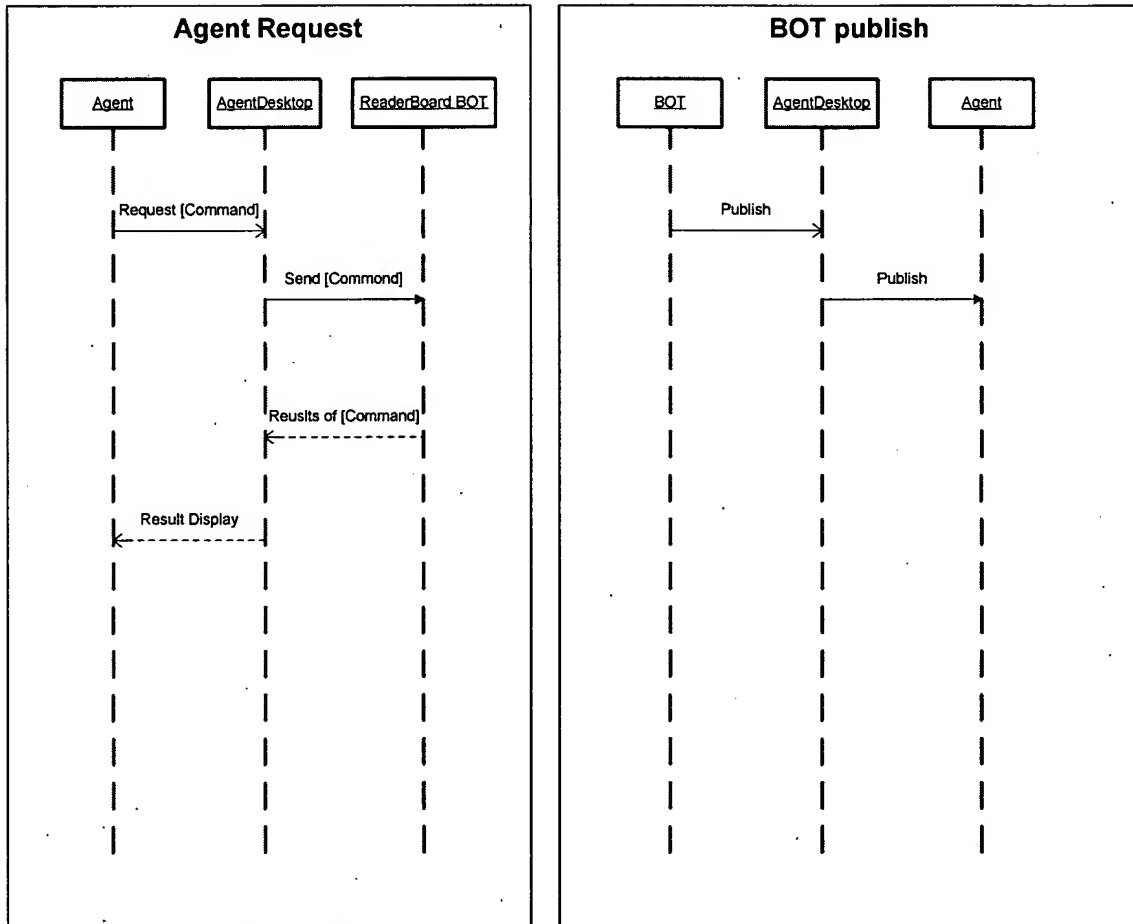 Agent Request
Agent
AgentDesktop
ReaderBoard BOT
Request [Command]
Send [Commond]
Reuslts of [Command]
Result Display
BOT publish
BOT
AgentDesktop
Agent
Publish
Publish